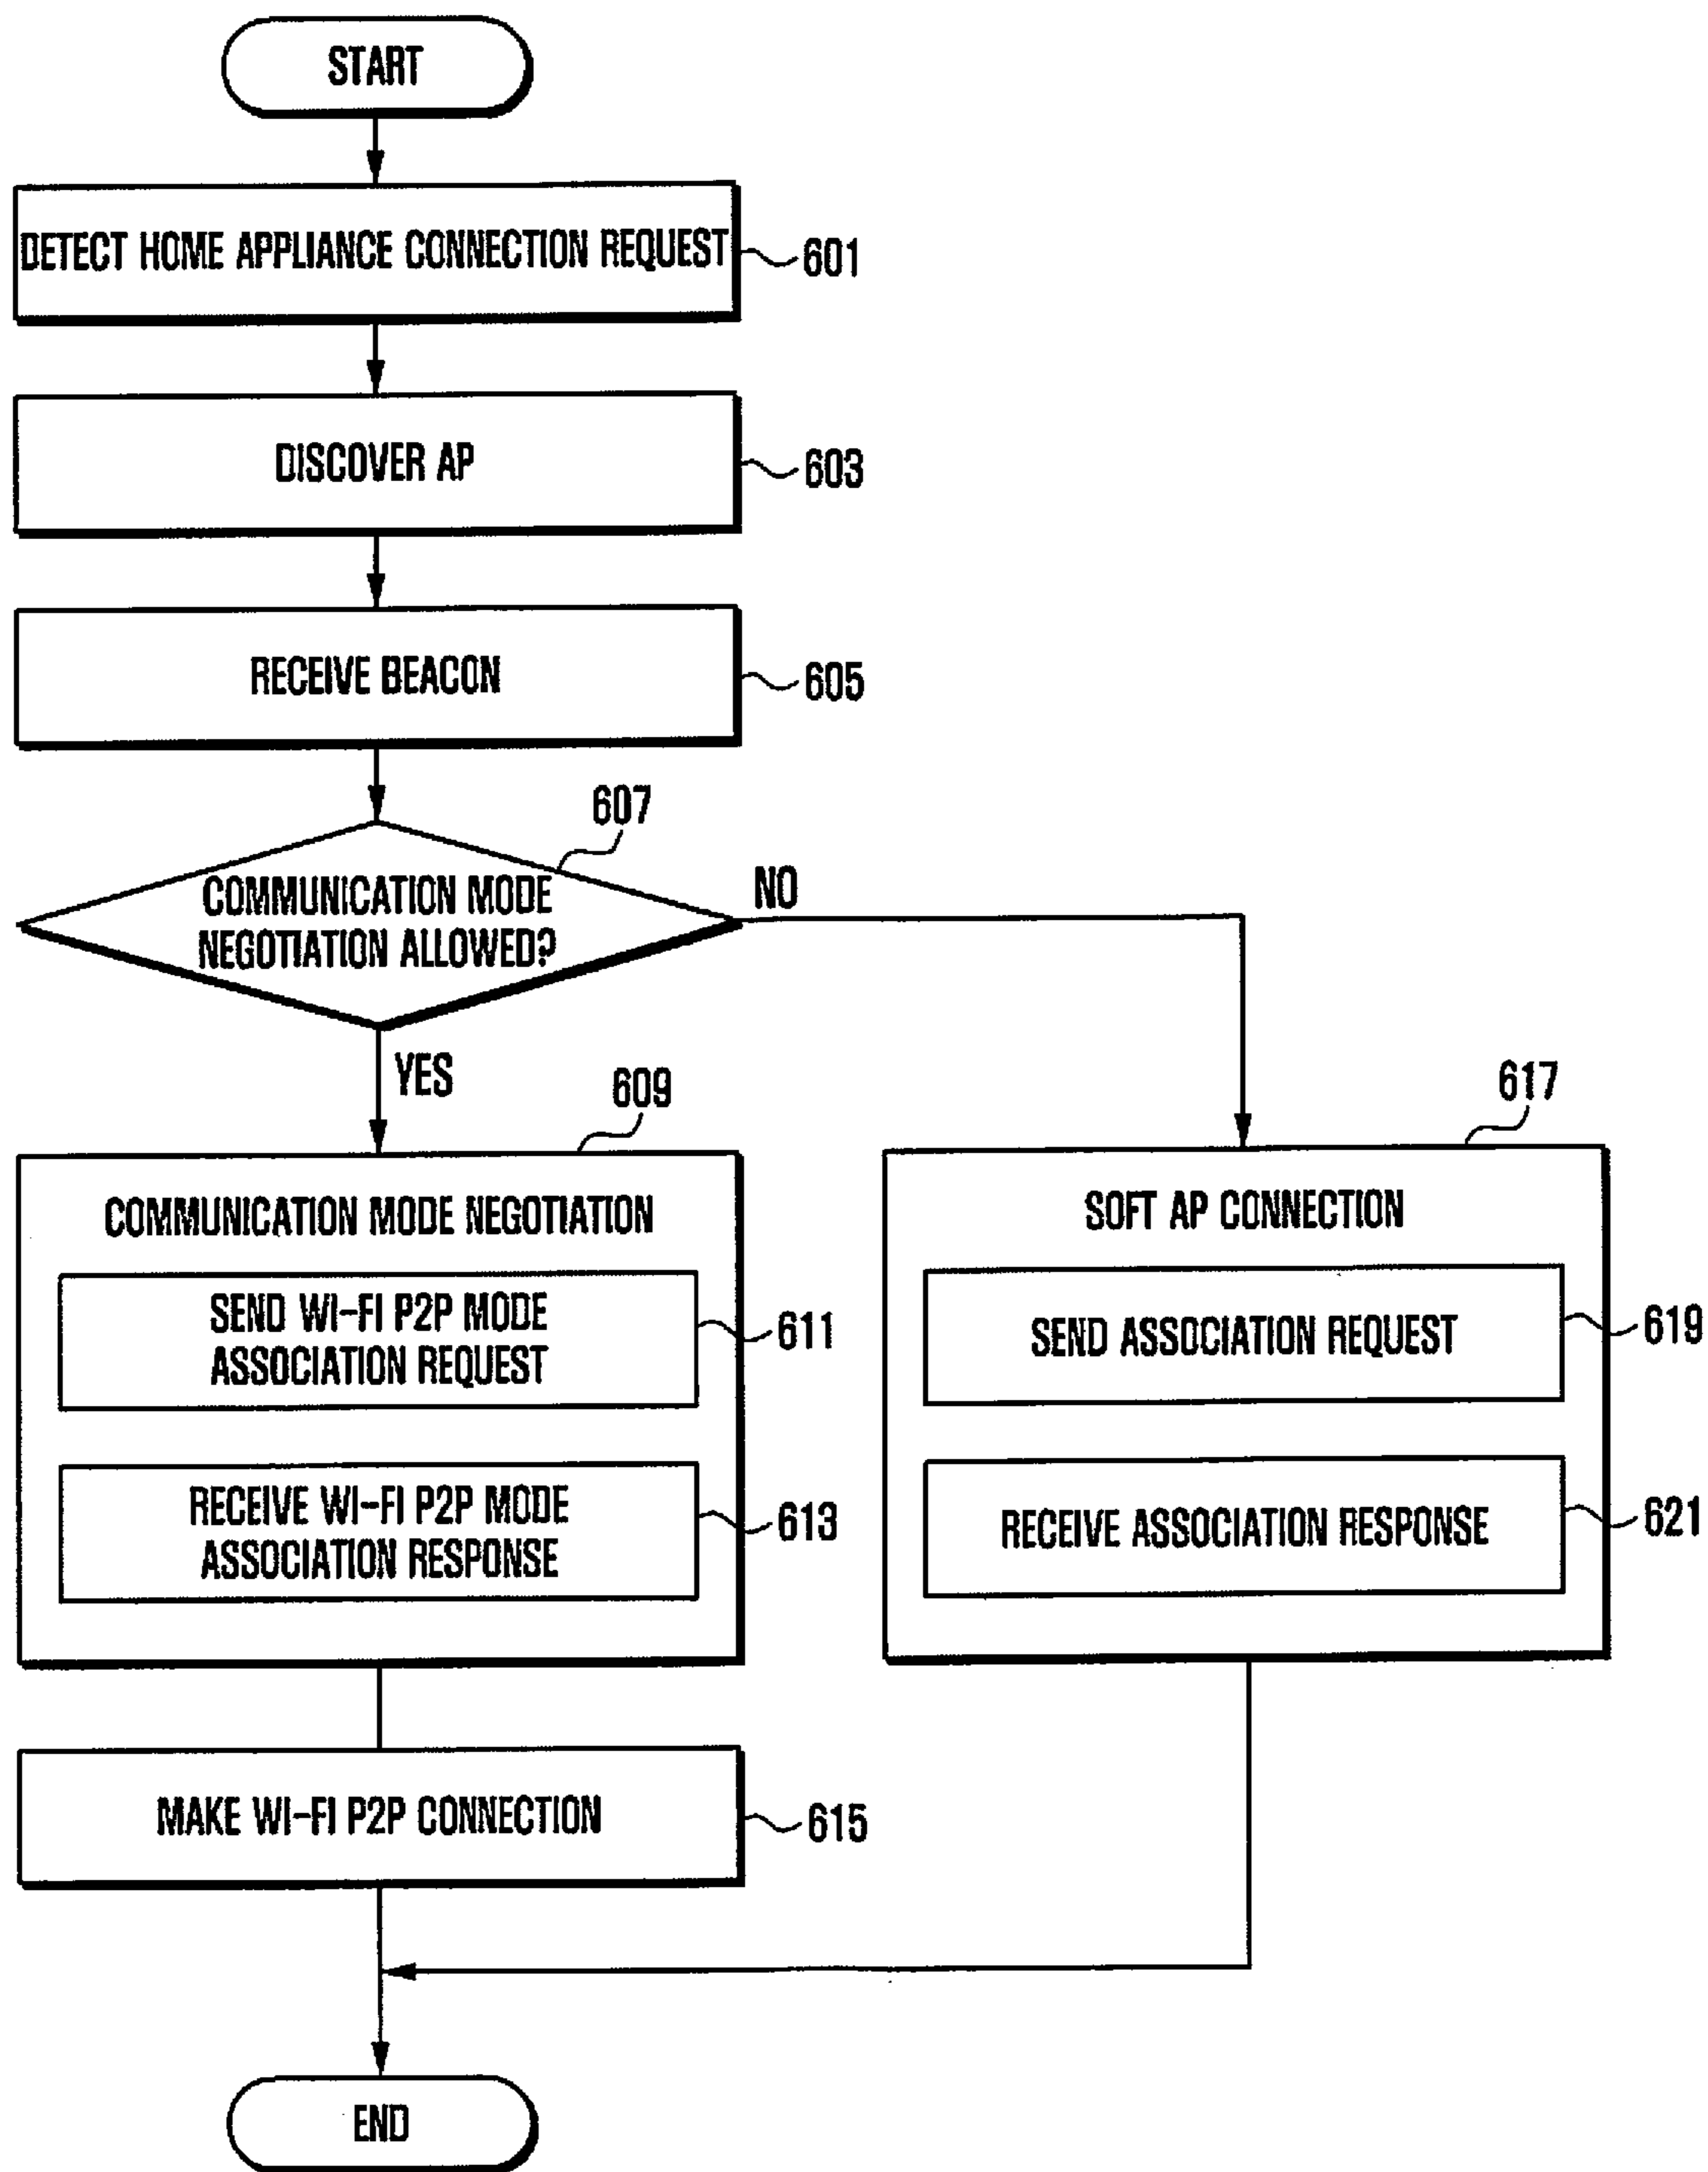 START
DETECT HOME APPLIANCE CONNECTION REQUEST
601
DISCOVER AP
603
RECEIVE BEACON
605
607
COMMUNICATION MODE
NEGOTIATION ALLOWED?
NO
YES
609
COMMUNICATION MODE NEGOTIATION
SEND WI-FI P2P MODE
ASSOCIATION REQUEST
611
RECEIVE WI-FI P2P MODE
ASSOCIATION RESPONSE
613
MAKE WI-FI P2P CONNECTION
615
617
SOFT AP CONNECTION
SEND ASSOCIATION REQUEST
619
RECEIVE ASSOCIATION RESPONSE
621
END